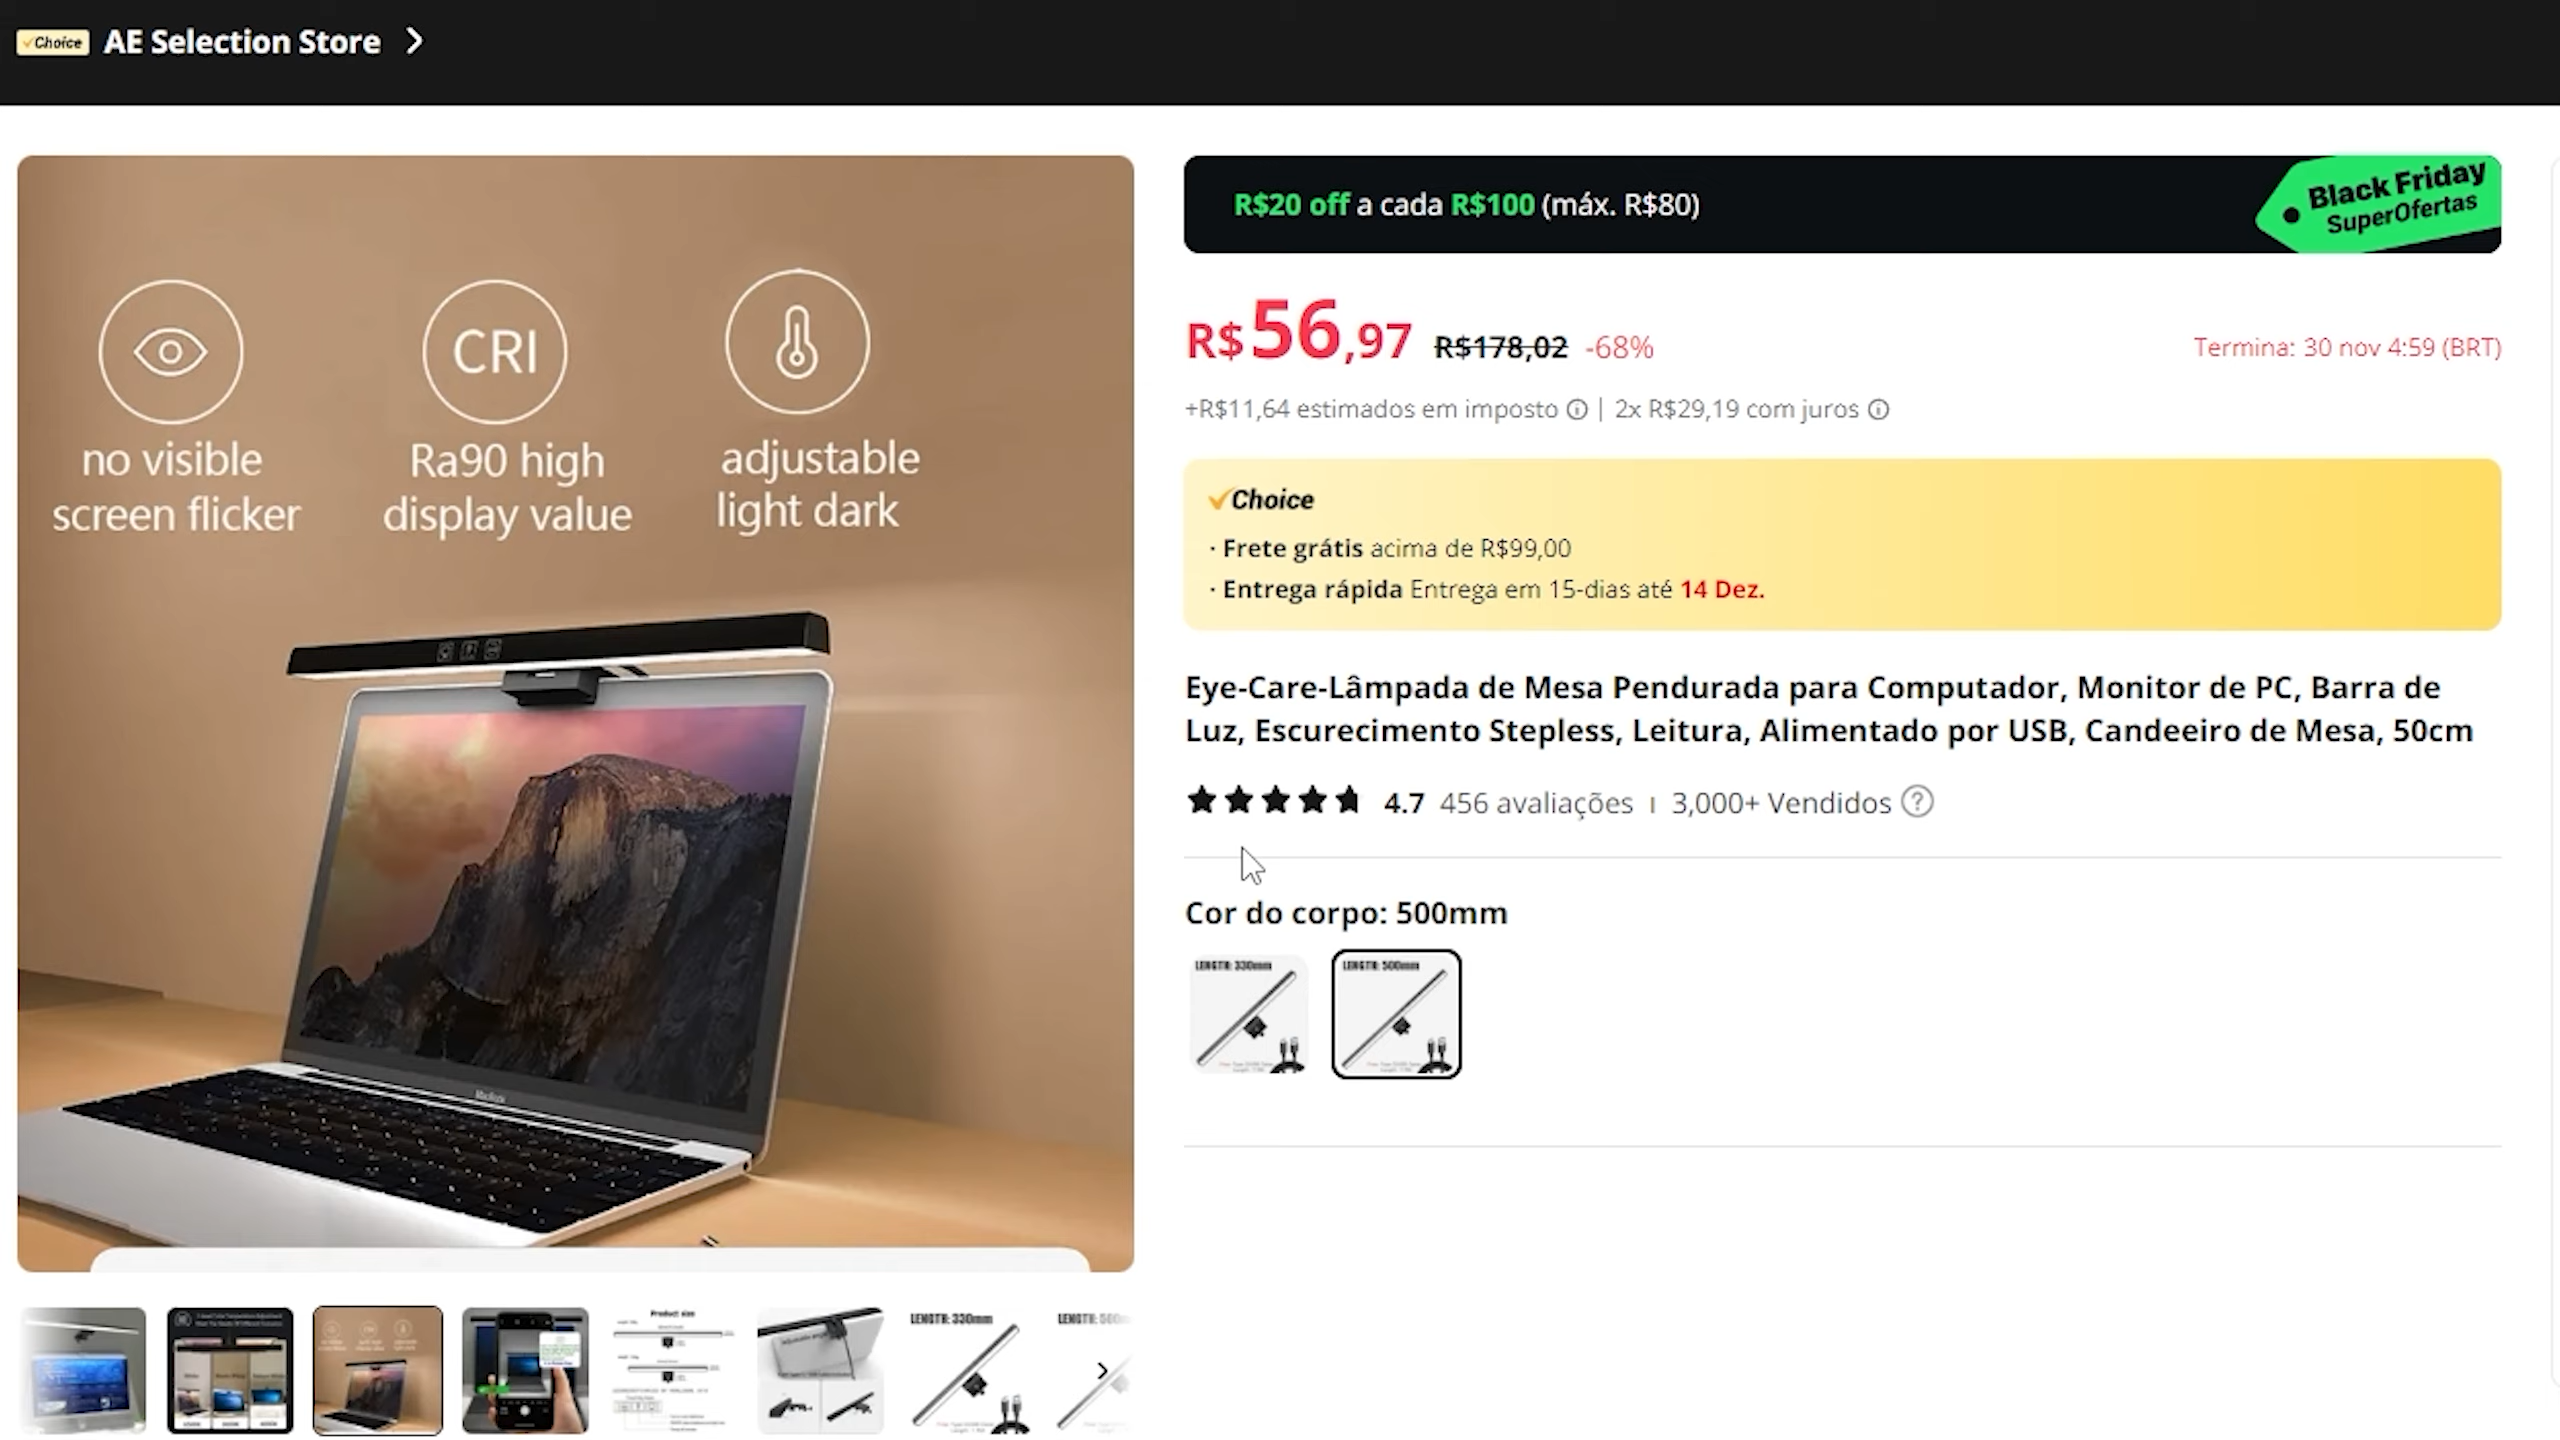 Choice AE Selection Store
R$20 off a cada R$100 (máx. R$80)
Black Friday
SuperOfertas
no visible
screen flicker
CRI
Ra90 high
display value
adjustable
light dark
R$56,97 R$178,02 -68%
Termina: 30 nov 4:59 (BRT)
+R$11,64 estimados em imposto | 2x R$29,19 com juros
Choice
· Frete grátis acima de R$99,00
· Entrega rápida Entrega em 15-dias até 14 Dez.
Eye-Care-Lâmpada de Mesa Pendurada para Computador, Monitor de PC, Barra de
Luz, Escurecimento Stepless, Leitura, Alimentado por USB, Candeeiro de Mesa, 50cm
4.7 456 avaliações | 3,000+ Vendidos
Cor do corpo: 500mm
LENGTH: 330mm
LENGTH: 500mm
Product size
LENGTH: 330mm
LENGTH: 500